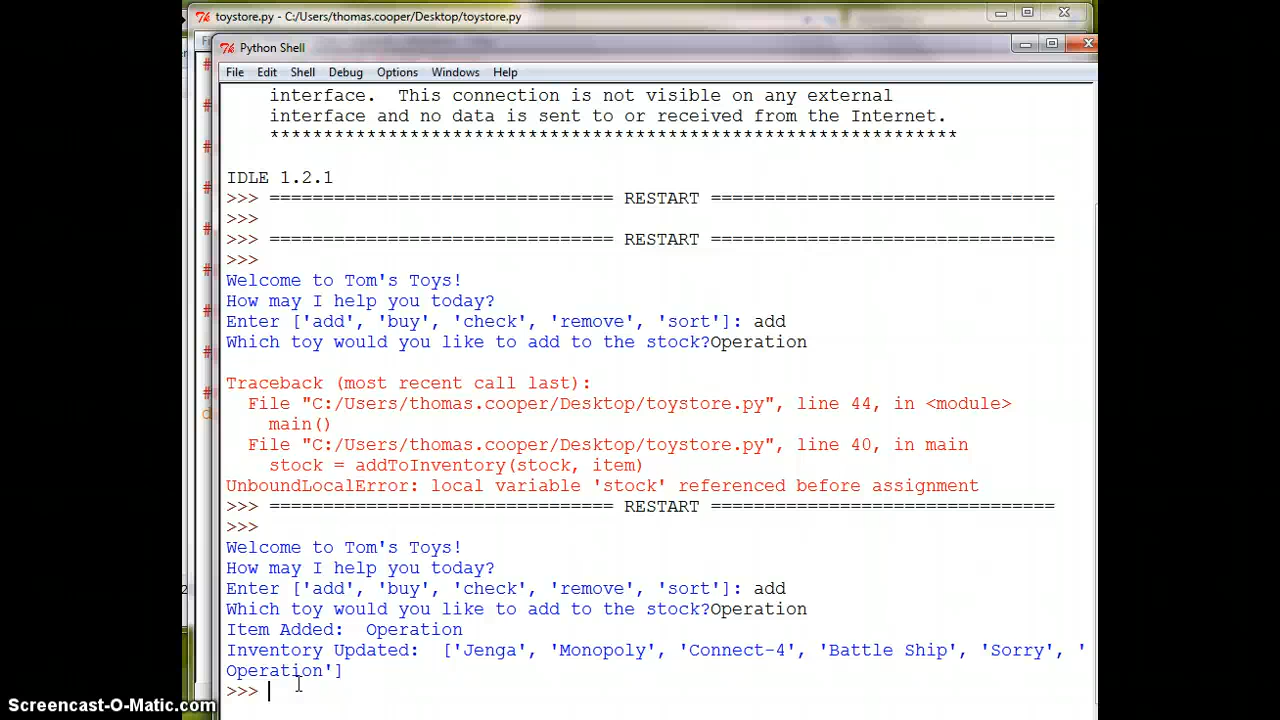 toystore.py - C:/Users/thomas.cooper/Desktop/toystore.py
Python Shell
File Edit Shell Debug Options Windows Help
interface.  This connection is not visible on any external
interface and no data is sent to or received from the Internet.
****************************************************************
IDLE 1.2.1
>>> ================================ RESTART ================================
>>>
>>> ================================ RESTART ================================
>>>
Welcome to Tom's Toys!
How may I help you today?
Enter ['add', 'buy', 'check', 'remove', 'sort']: add
Which toy would you like to add to the stock?Operation
Traceback (most recent call last):
  File "C:/Users/thomas.cooper/Desktop/toystore.py", line 44, in <module>
    main()
  File "C:/Users/thomas.cooper/Desktop/toystore.py", line 40, in main
    stock = addToInventory(stock, item)
UnboundLocalError: local variable 'stock' referenced before assignment
>>> ================================ RESTART ================================
>>>
Welcome to Tom's Toys!
How may I help you today?
Enter ['add', 'buy', 'check', 'remove', 'sort']: add
Which toy would you like to add to the stock?Operation
Item Added:  Operation
Inventory Updated:  ['Jenga', 'Monopoly', 'Connect-4', 'Battle Ship', 'Sorry', '
Operation']
>>>
Screencast-O-Matic.com